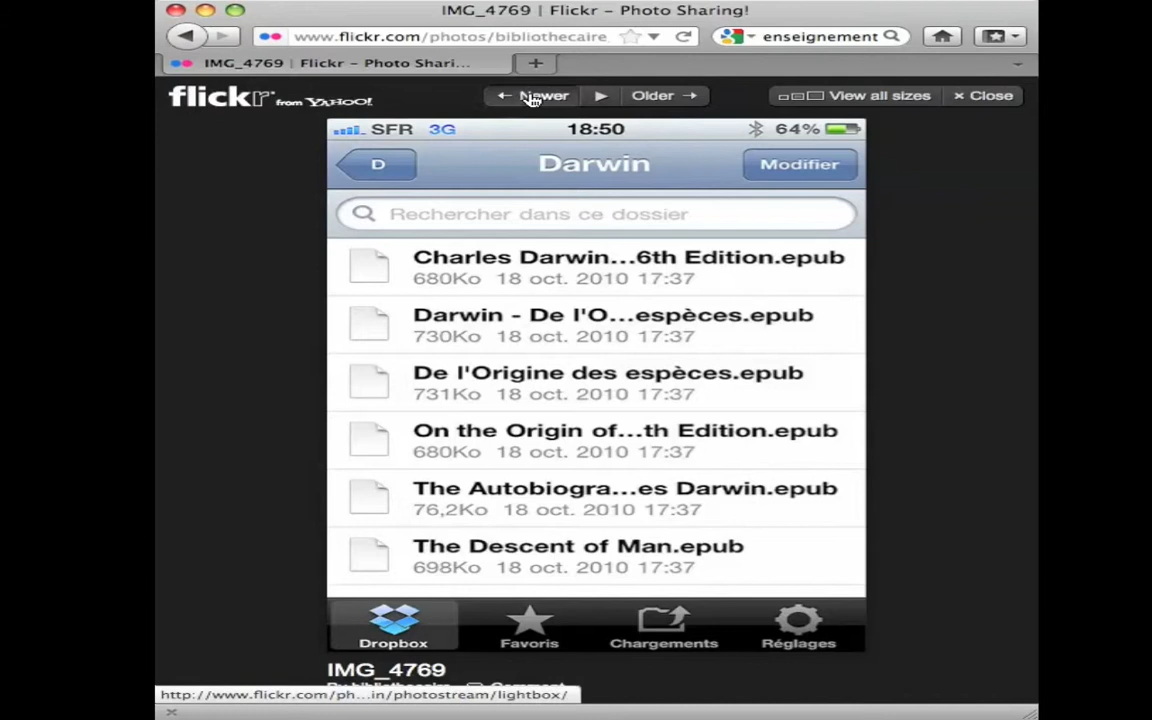 IMG_4769 | Flickr - Photo Sharing!
www.flickr.com/photos/bibliothecaire
enseignement
IMG_4769 | Flickr - Photo Shari...
flickr from YAHOO!
← Newer
Older →
View all sizes
× Close
SFR 3G 18:50 64%
D
Darwin
Modifier
Rechercher dans ce dossier
Charles Darwin...6th Edition.epub
680Ko 18 oct. 2010 17:37
Darwin - De l'O...espèces.epub
730Ko 18 oct. 2010 17:37
De l'Origine des espèces.epub
731Ko 18 oct. 2010 17:37
On the Origin of...th Edition.epub
680Ko 18 oct. 2010 17:37
The Autobiogra...es Darwin.epub
76,2Ko 18 oct. 2010 17:37
The Descent of Man.epub
698Ko 18 oct. 2010 17:37
Dropbox
Favoris
Chargements
Réglages
IMG_4769
http://www.flickr.com/ph...in/photostream/lightbox/